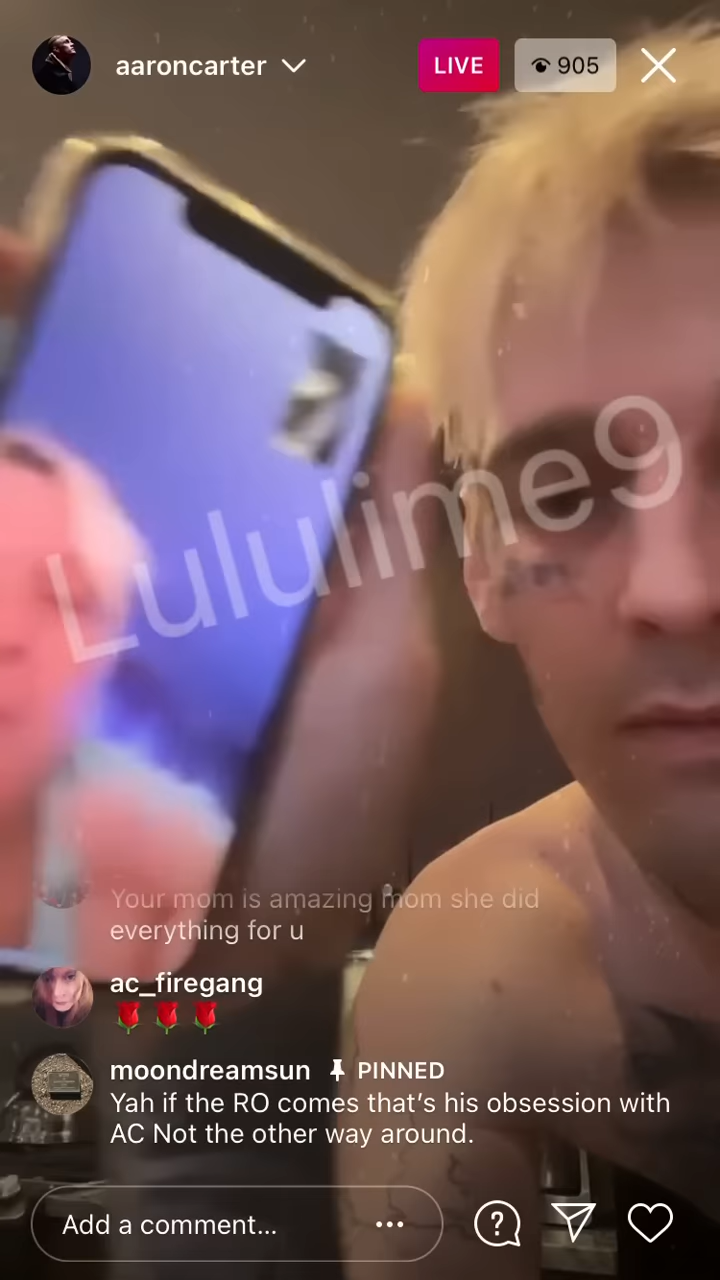 aaroncarter
LIVE
905
Lululime9
Your mom is amazing mom she did
everything for u
ac_firegang
🌹🌹🌹
moondreamsun PINNED
Yah if the RO comes that’s his obsession with
AC Not the other way around.
Add a comment...